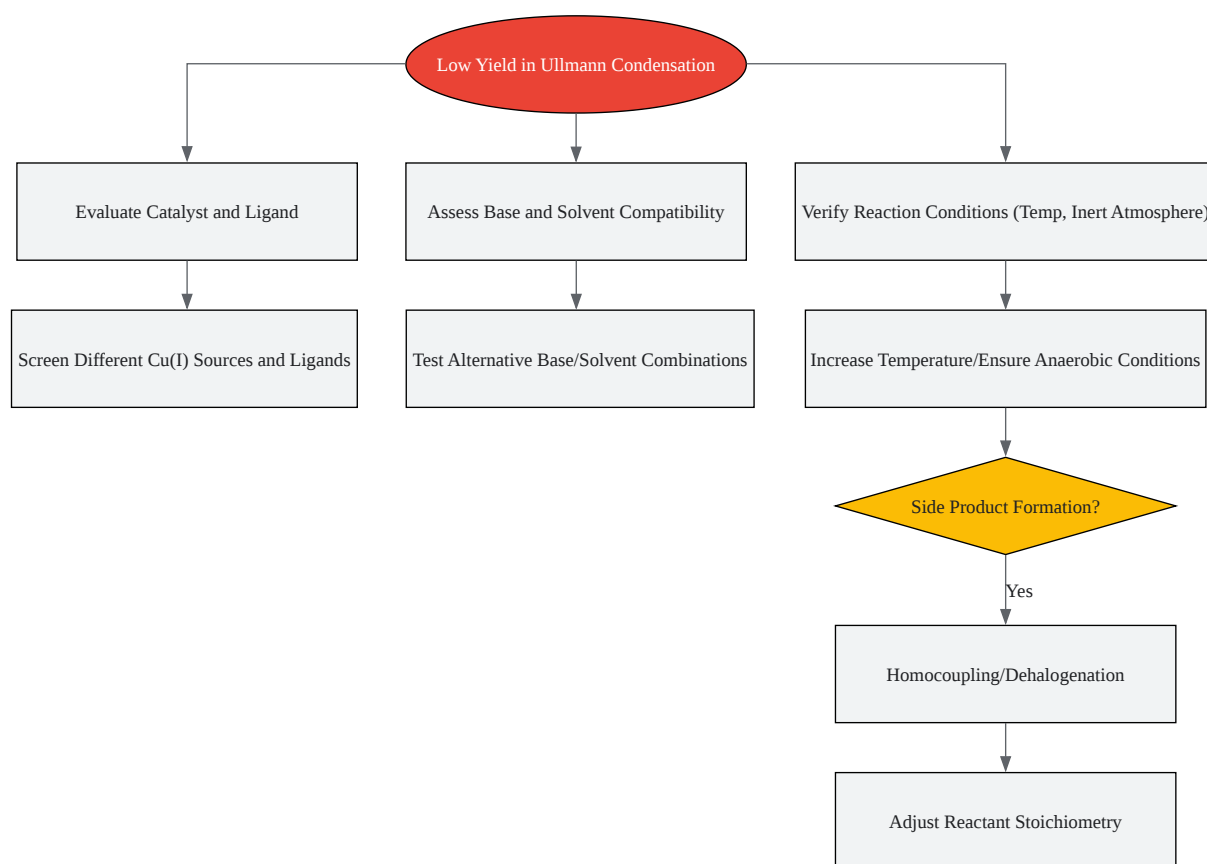 Low Yield in Ullmann Condensation
Evaluate Catalyst and Ligand
Assess Base and Solvent Compatibility
Verify Reaction Conditions (Temp, Inert Atmosphere)
Screen Different Cu(I) Sources and Ligands
Test Alternative Base/Solvent Combinations
Increase Temperature/Ensure Anaerobic Conditions
Side Product Formation?
Yes
Homocoupling/Dehalogenation
Adjust Reactant Stoichiometry